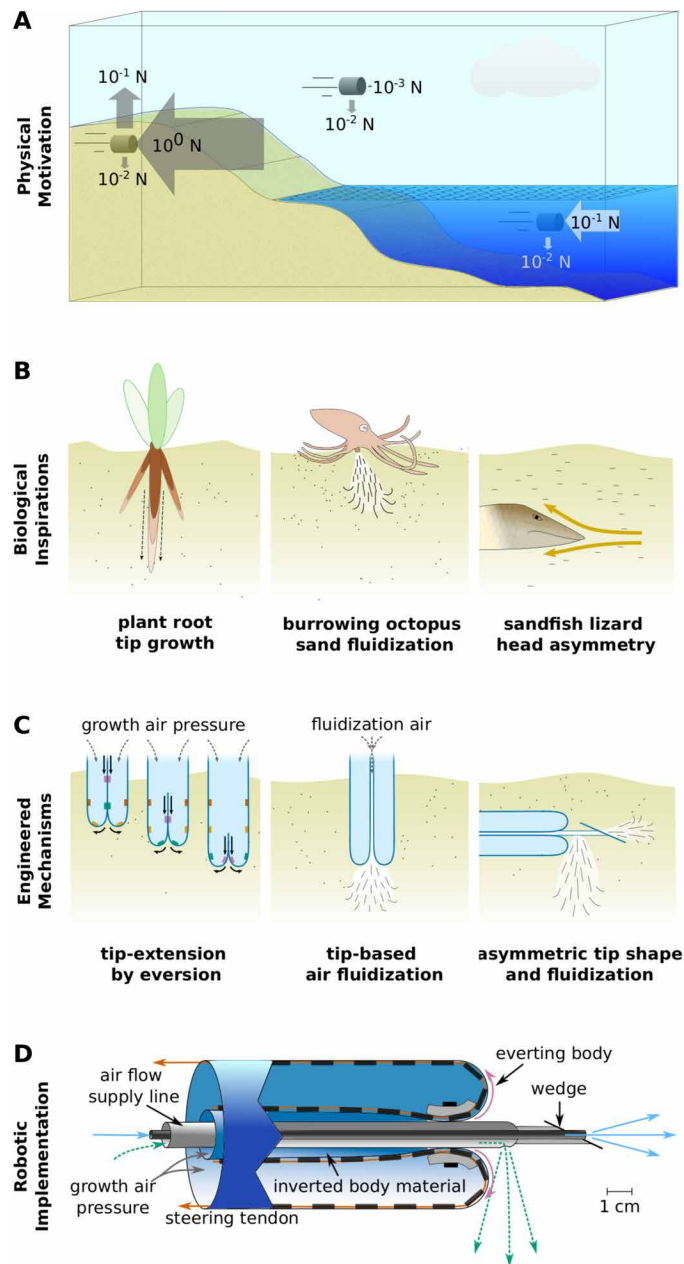 A
Physical
Motivation
10⁻¹ N
10⁰ N
10⁻² N
10⁻³ N
10⁻² N
10⁻¹ N
10⁻² N
B
Biological
Inspirations
plant root
tip growth
burrowing octopus
sand fluidization
sandfish lizard
head asymmetry
C
Engineered
Mechanisms
growth air pressure
fluidization air
tip-extension
by eversion
tip-based
air fluidization
asymmetric tip shape
and fluidization
D
Robotic
Implementation
air flow
supply line
everting body
wedge
growth air
pressure
inverted body material
steering tendon
1 cm